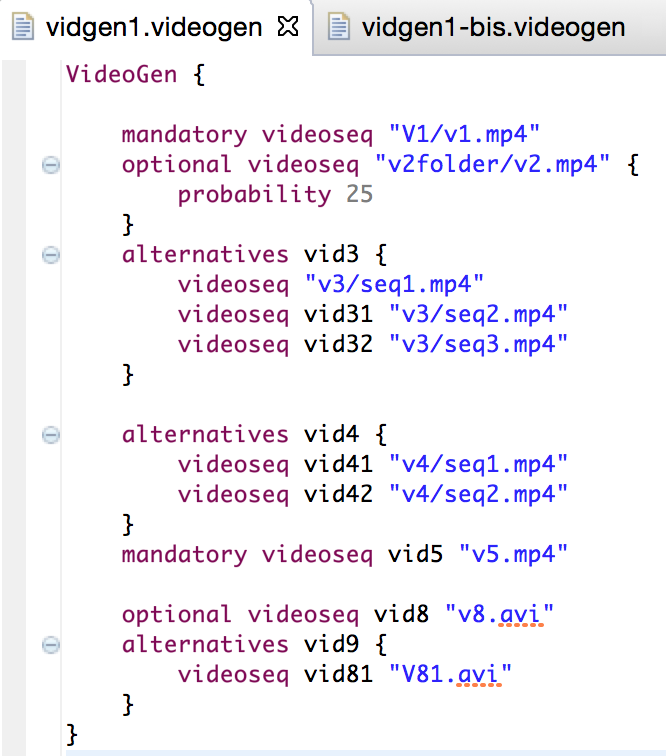 vidgen1.videogen
vidgen1-bis.videogen
VideoGen {
mandatory videoseq "V1/v1.mp4"
optional videoseq "v2folder/v2.mp4" {
probability 25
}
alternatives vid3 {
videoseq "v3/seq1.mp4"
videoseq vid31 "v3/seq2.mp4"
videoseq vid32 "v3/seq3.mp4"
}
alternatives vid4 {
videoseq vid41 "v4/seq1.mp4"
videoseq vid42 "v4/seq2.mp4"
}
mandatory videoseq vid5 "v5.mp4"
optional videoseq vid8 "v8.avi"
alternatives vid9 {
videoseq vid81 "V81.avi"
}
}